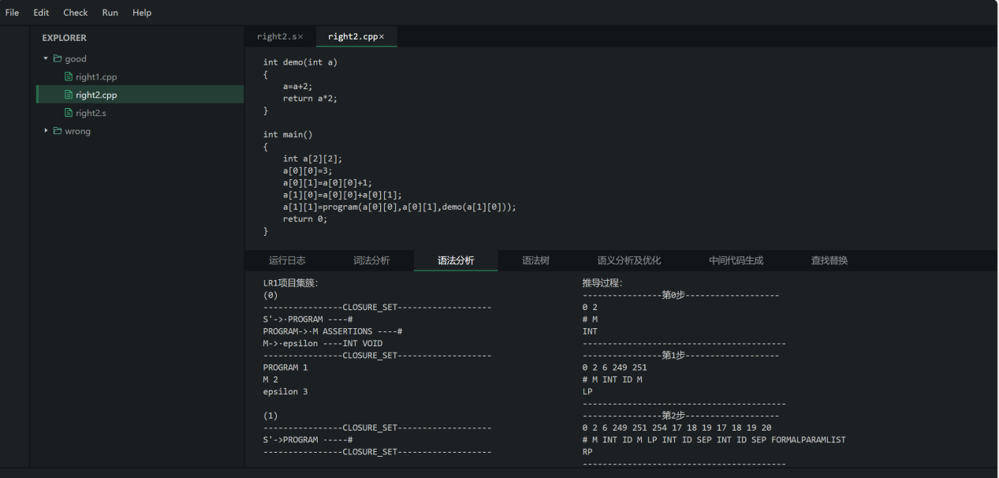 File Edit Check Run Help
EXPLORER
good
right1.cpp
right2.cpp
right2.s
wrong
right2.s× right2.cpp×
int demo(int a)
{
    a=a+2;
    return a*2;
}
int main()
{
    int a[2][2];
    a[0][0]=3;
    a[0][1]=a[0][0]+1;
    a[1][0]=a[0][0]+a[0][1];
    a[1][1]=program(a[0][0],a[0][1],demo(a[1][0]));
    return 0;
}
运行日志 词法分析 语法分析 语法树 语义分析及优化 中间代码生成 查找替换
LR1项目集簇:
(0)
----------------CLOSURE_SET-------------------
S'->·PROGRAM ----#
PROGRAM->·M ASSERTIONS ----#
M->·epsilon ----INT VOID
----------------CLOSURE_SET-------------------
PROGRAM 1
M 2
epsilon 3
(1)
----------------CLOSURE_SET-------------------
S'->PROGRAM ·----#
----------------CLOSURE_SET-------------------
推导过程:
----------------第0步-------------------
0 2
# M
INT
-----------------------------------------
----------------第1步-------------------
0 2 6 249 251
# M INT ID M
LP
-----------------------------------------
----------------第2步-------------------
0 2 6 249 251 254 17 18 19 17 18 19 20
# M INT ID M LP INT ID SEP INT ID SEP FORMALPARAMLIST
RP
-----------------------------------------